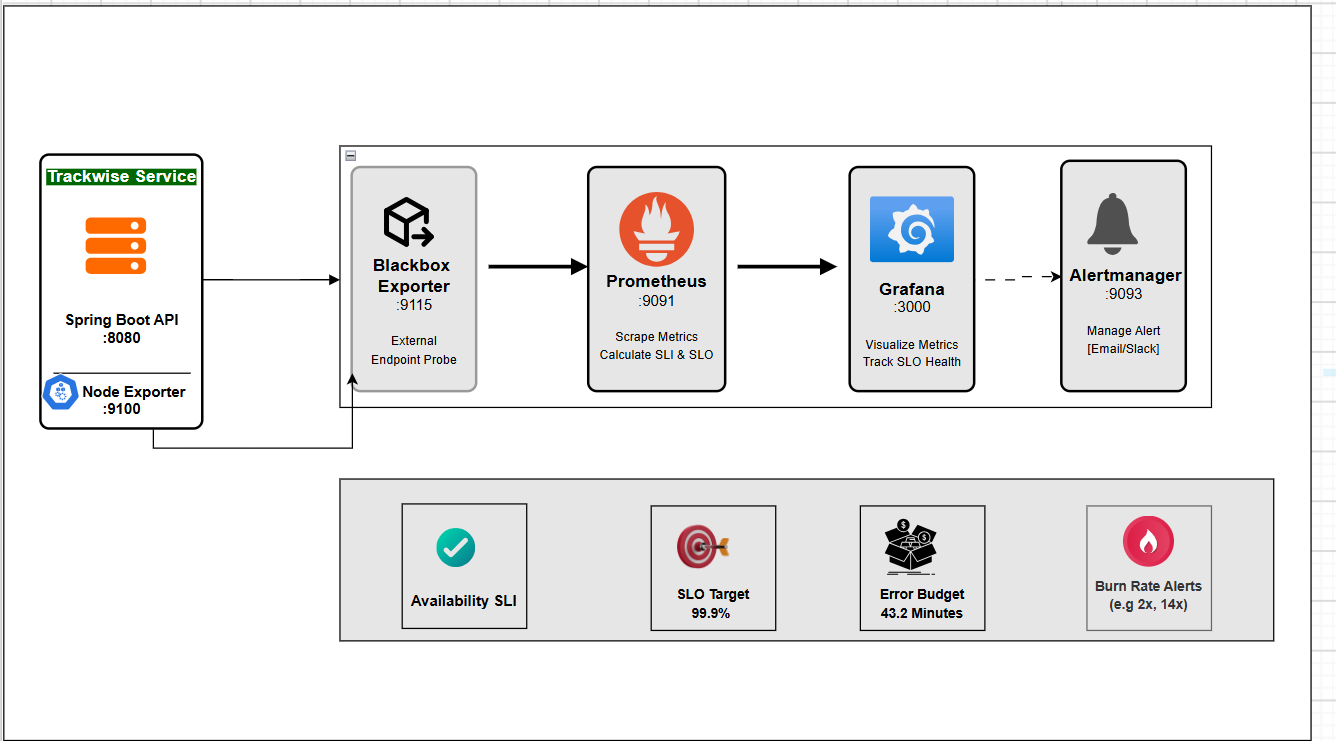 Trackwise Service
Spring Boot API
:8080
Node Exporter
:9100
Blackbox
Exporter
:9115
External
Endpoint Probe
Prometheus
:9091
Scrape Metrics
Calculate SLI & SLO
Grafana
:3000
Visualize Metrics
Track SLO Health
Alertmanager
:9093
Manage Alert
[Email/Slack]
Availability SLI
SLO Target
99.9%
Error Budget
43.2 Minutes
Burn Rate Alerts
(e.g 2x, 14x)